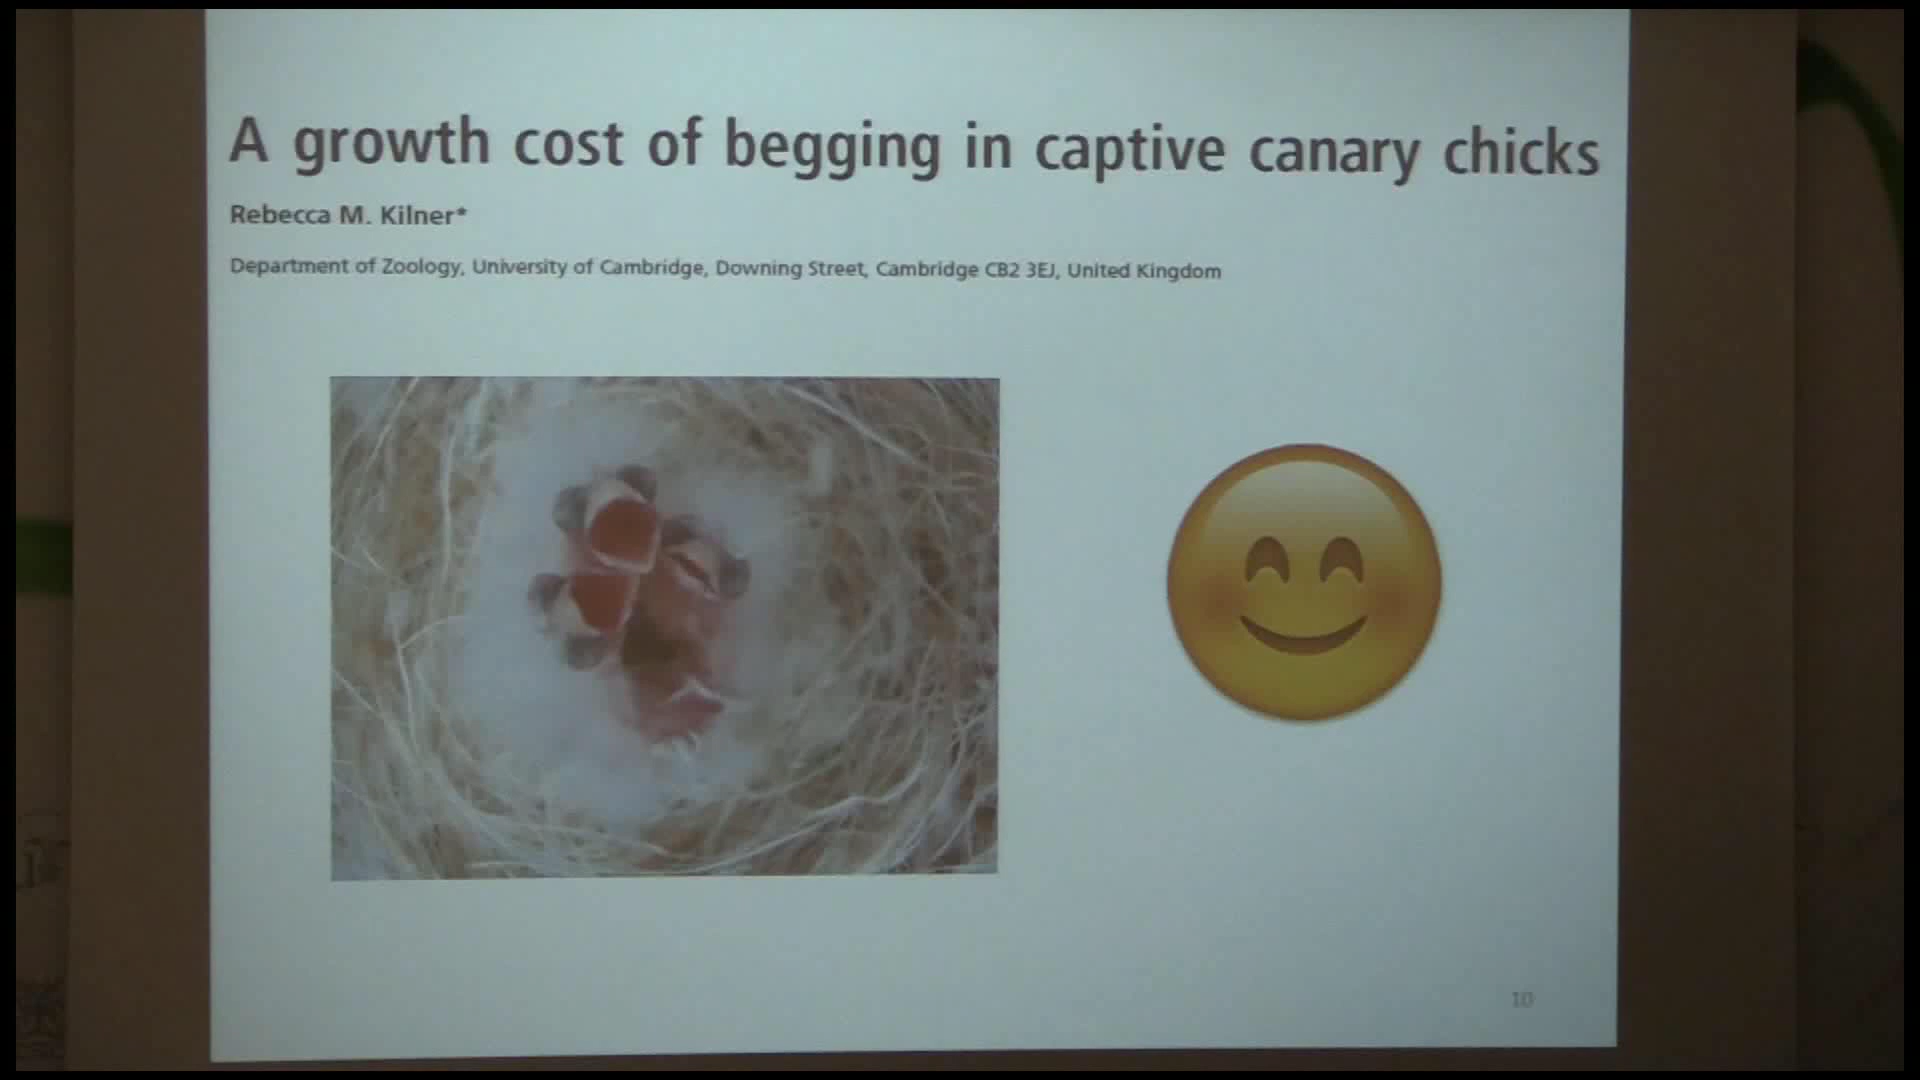 A growth cost of begging in captive canary chicks
Rebecca M. Kilner*
Department of Zoology, University of Cambridge, Downing Street, Cambridge CB2 3EJ, United Kingdom
10